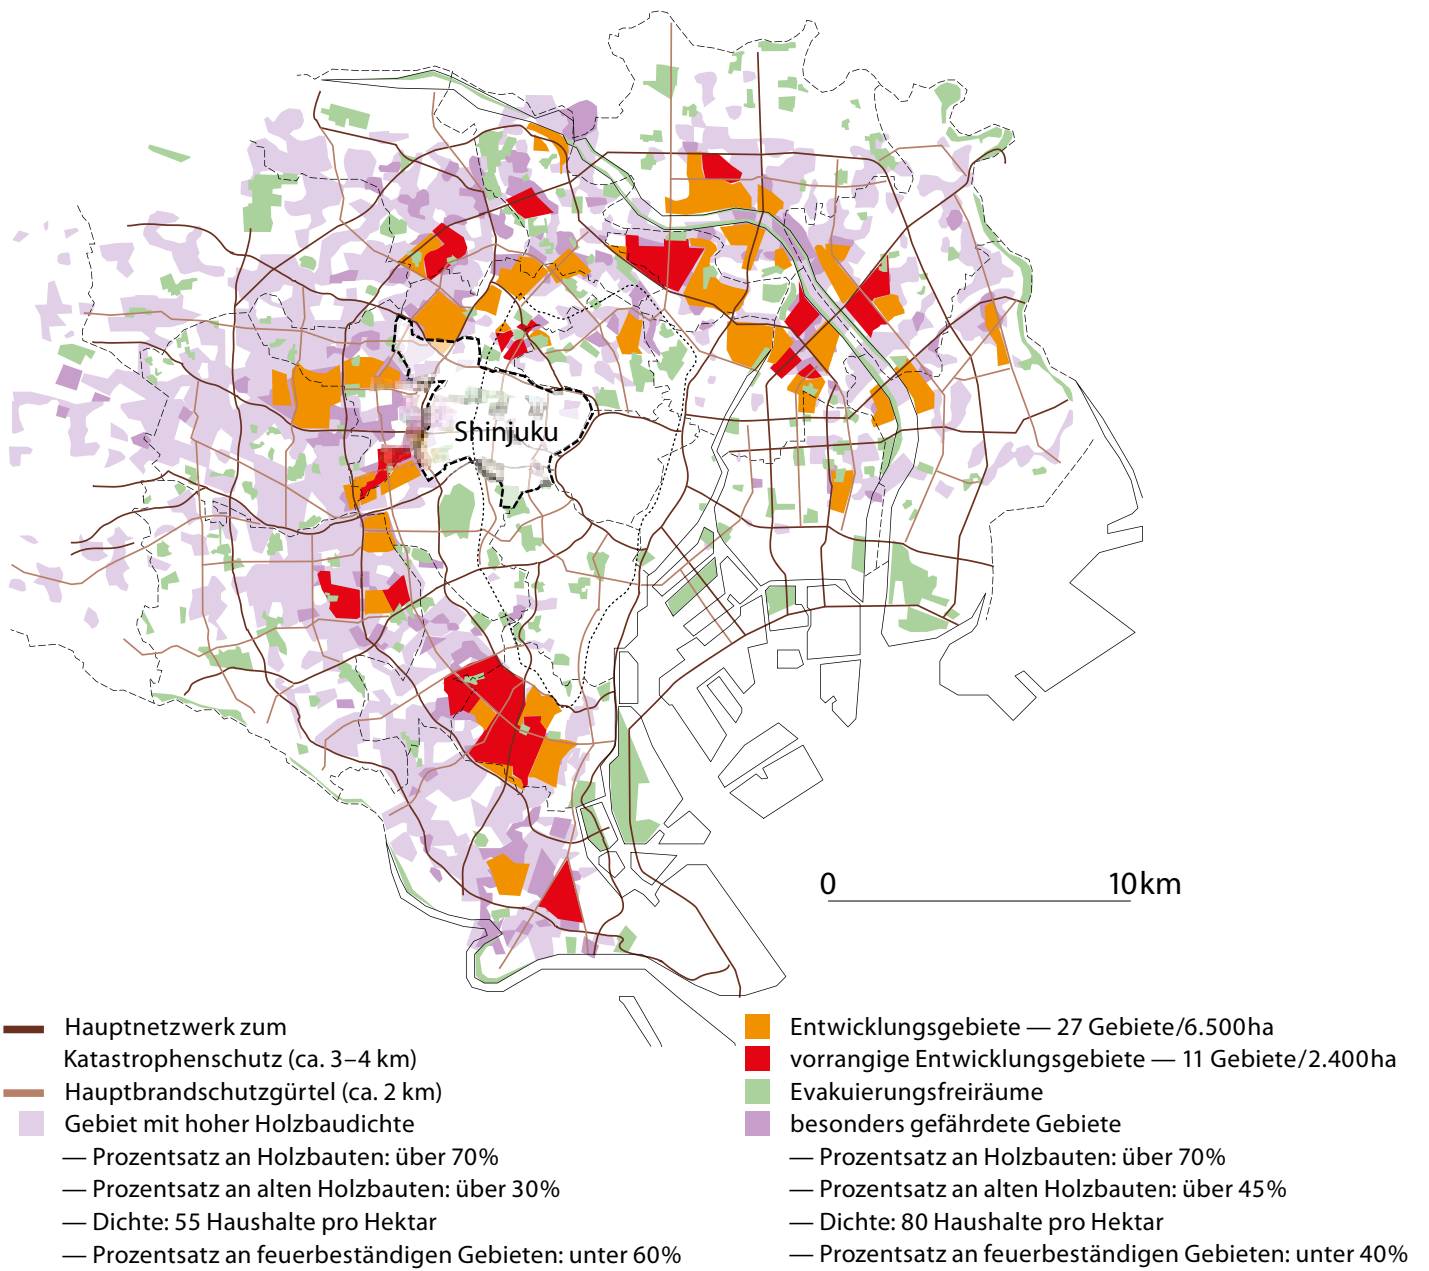 Shinjuku
0 10 km
Hauptnetzwerk zum
Katastrophenschutz (ca. 3–4 km)
Hauptbrandschutzgürtel (ca. 2 km)
Gebiet mit hoher Holzbaudichte
— Prozentsatz an Holzbauten: über 70%
— Prozentsatz an alten Holzbauten: über 30%
— Dichte: 55 Haushalte pro Hektar
— Prozentsatz an feuerbeständigen Gebieten: unter 60%
Entwicklungsgebiete — 27 Gebiete/6.500ha
vorrangige Entwicklungsgebiete — 11 Gebiete/2.400ha
Evakuierungsfreiräume
besonders gefährdete Gebiete
— Prozentsatz an Holzbauten: über 70%
— Prozentsatz an alten Holzbauten: über 45%
— Dichte: 80 Haushalte pro Hektar
— Prozentsatz an feuerbeständigen Gebieten: unter 40%